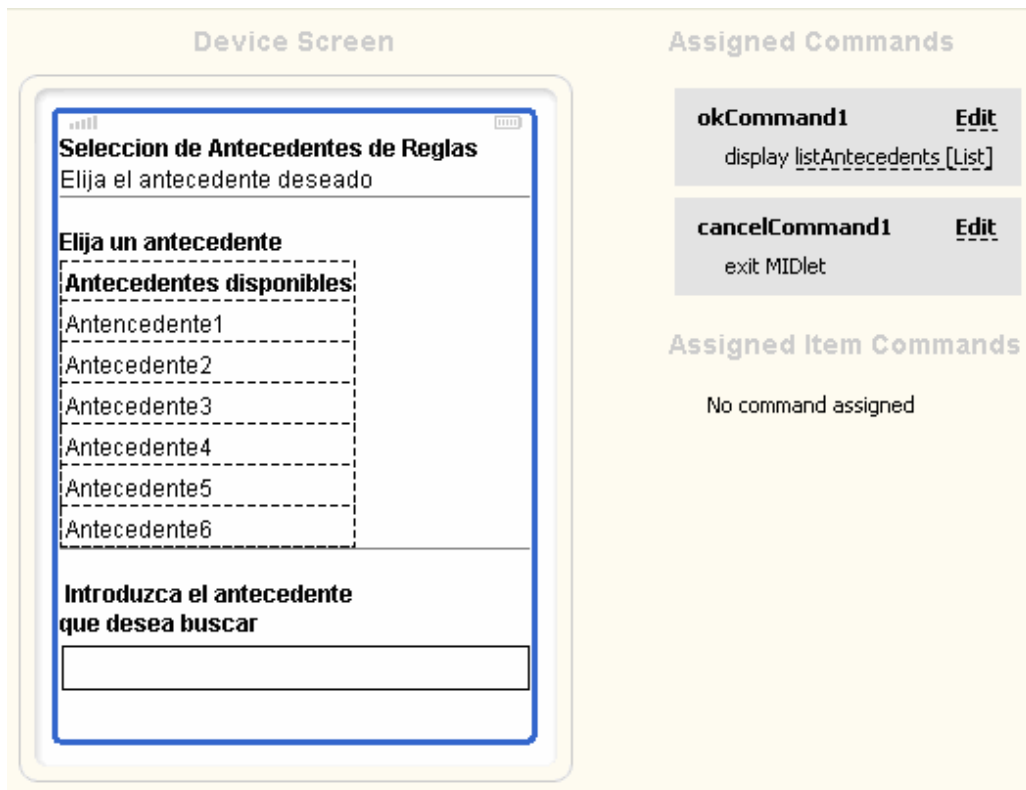 Device Screen
Seleccion de Antecedentes de Reglas
Elija el antecedente deseado
Elija un antecedente
Antecedentes disponibles
Antencedente1
Antecedente2
Antecedente3
Antecedente4
Antecedente5
Antecedente6
Introduzca el antecedente
que desea buscar
Assigned Commands
okCommand1 Edit
display listAntecedents [List]
cancelCommand1 Edit
exit MIDlet
Assigned Item Commands
No command assigned